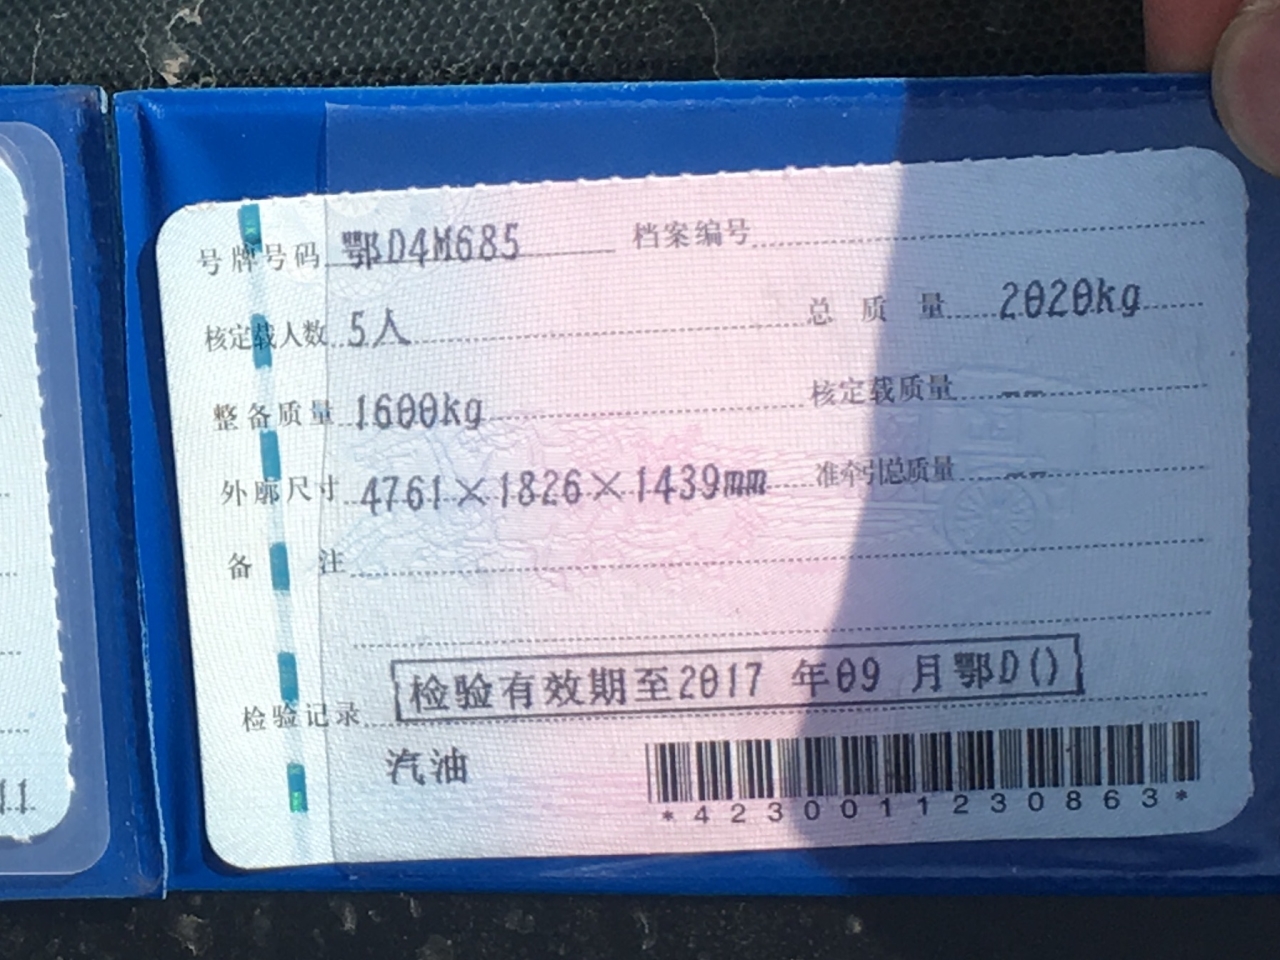 号牌号码 鄂D4M685 档案编号
核定载人数 5人 总质量 2020kg
整备质量 1600kg 核定载质量 --
外廓尺寸 4761×1826×1439mm 准牵引总质量 --
备注
检验记录 检验有效期至2017 年09 月鄂D()
汽油
*4230011230863*